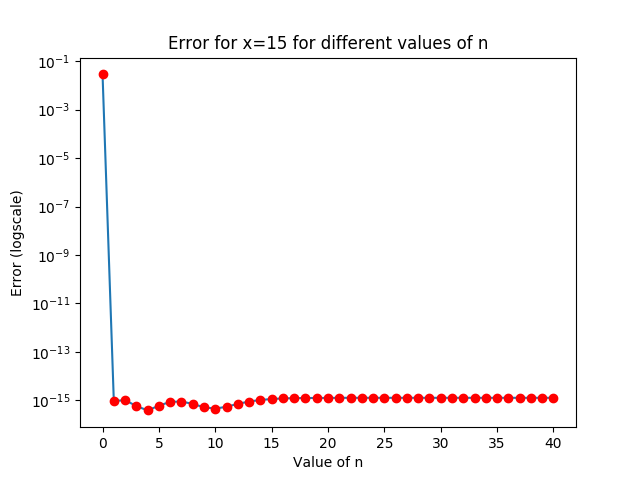 Error for x=15 for different values of n
Error (logscale)
10⁻¹
10⁻³
10⁻⁵
10⁻⁷
10⁻⁹
10⁻¹¹
10⁻¹³
10⁻¹⁵
0 5 10 15 20 25 30 35 40
Value of n